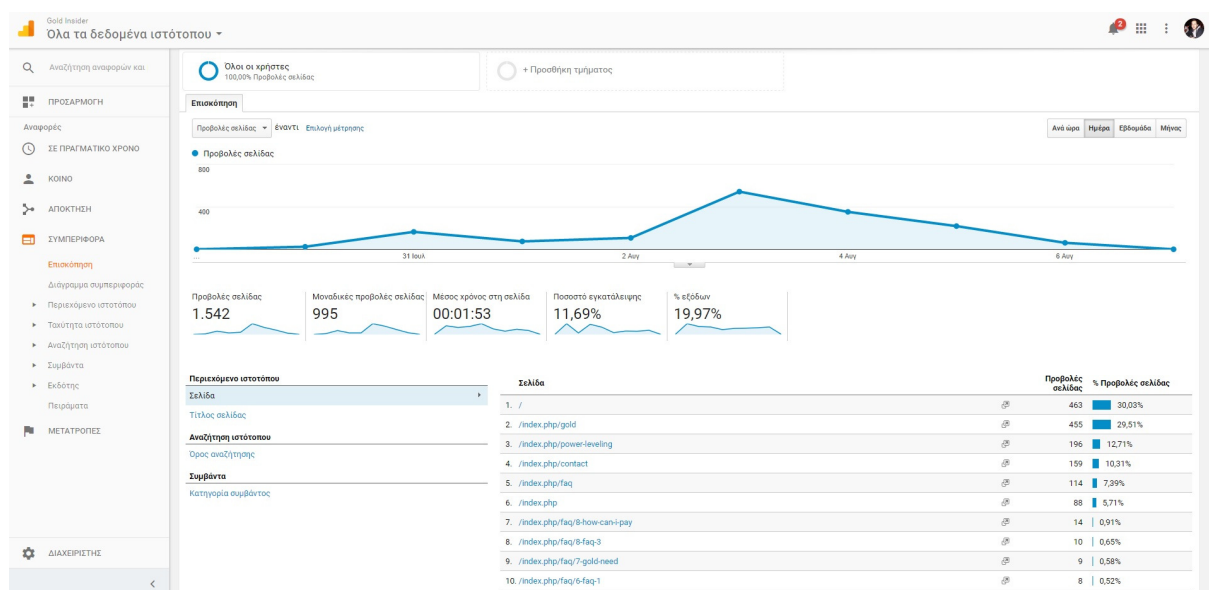 Gold Insider
Όλα τα δεδομένα ιστότοπου
2
Αναζήτηση αναφορών και
ΠΡΟΣΑΡΜΟΓΗ
Αναφορές
ΣΕ ΠΡΑΓΜΑΤΙΚΟ ΧΡΟΝΟ
ΚΟΙΝΟ
ΑΠΟΚΤΗΣΗ
ΣΥΜΠΕΡΙΦΟΡΑ
Επισκόπηση
Διάγραμμα συμπεριφοράς
Περιεχόμενο ιστότοπου
Ταχύτητα ιστότοπου
Αναζήτηση ιστότοπου
Συμβάντα
Εκδότης
Πειράματα
ΜΕΤΑΤΡΟΠΕΣ
ΔΙΑΧΕΙΡΙΣΤΗΣ
Όλοι οι χρήστες
100,00% Προβολές σελίδας
+ Προσθήκη τμήματος
Επισκόπηση
Προβολές σελίδας έναντι Επιλογή μέτρησης
Ανά ώρα Ημέρα Εβδομάδα Μήνας
Προβολές σελίδας
800
400
... 31 Ιουλ 2 Αυγ 4 Αυγ 6 Αυγ
Προβολές σελίδας
1.542
Μοναδικές προβολές σελίδας
995
Μέσος χρόνος στη σελίδα
00:01:53
Ποσοστό εγκατάλειψης
11,69%
% εξόδων
19,97%
Περιεχόμενο ιστότοπου
Σελίδα
Τίτλος σελίδας
Αναζήτηση ιστότοπου
Όρος αναζήτησης
Συμβάντα
Κατηγορία συμβάντος
Σελίδα Προβολές σελίδας % Προβολές σελίδας
1. / 463 30,03%
2. /index.php/gold 455 29,51%
3. /index.php/power-leveling 196 12,71%
4. /index.php/contact 159 10,31%
5. /index.php/faq 114 7,39%
6. /index.php 88 5,71%
7. /index.php/faq/8-how-can-i-pay 14 0,91%
8. /index.php/faq/8-faq-3 10 0,65%
9. /index.php/faq/7-gold-need 9 0,58%
10. /index.php/faq/6-faq-1 8 0,52%